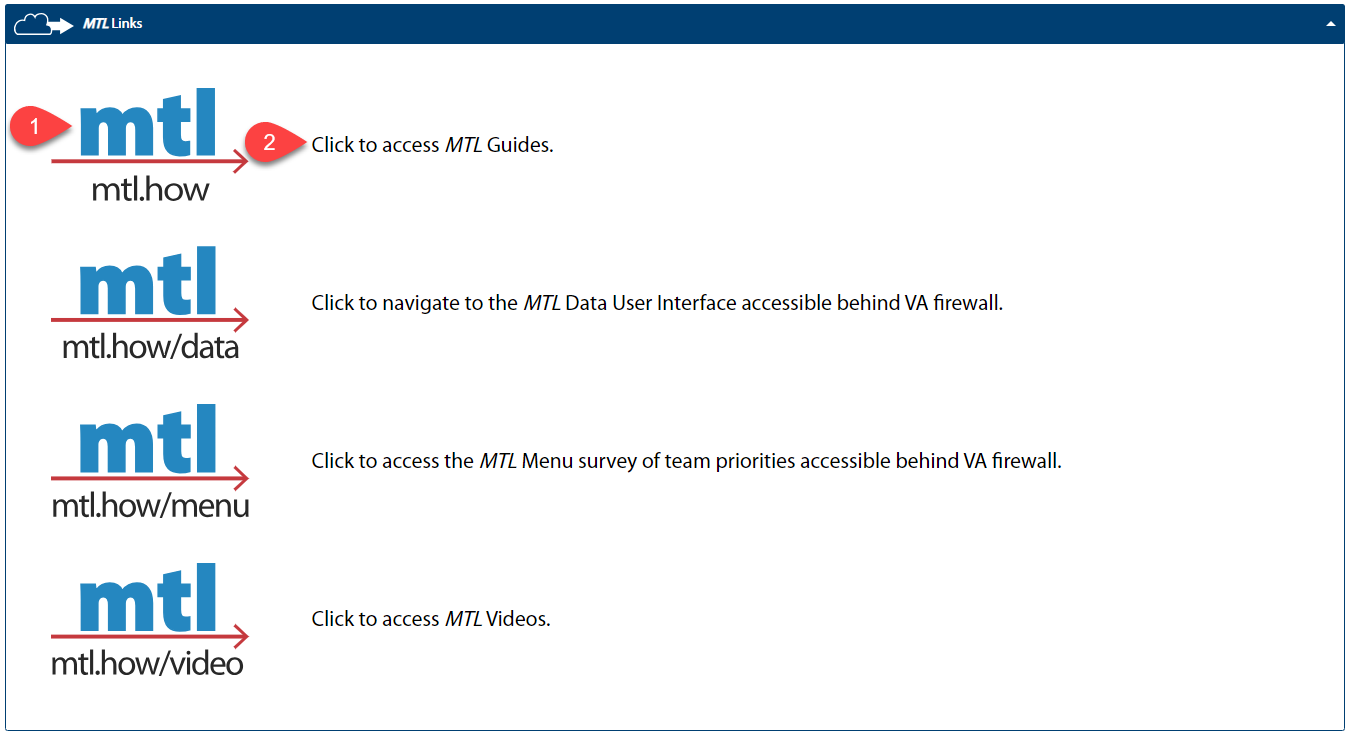 MTL Links
1
mtl
mtl.how
2
Click to access MTL Guides.
mtl
mtl.how/data
Click to navigate to the MTL Data User Interface accessible behind VA firewall.
mtl
mtl.how/menu
Click to access the MTL Menu survey of team priorities accessible behind VA firewall.
mtl
mtl.how/video
Click to access MTL Videos.